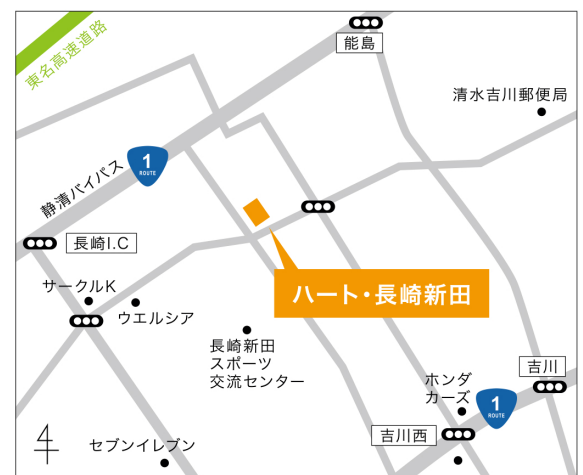 能島
東名高速道路
清水吉川郵便局
1
ROUTE
静清バイパス
長崎I.C
サークルK
ウエルシア
ハート・長崎新田
長崎新田
スポーツ
交流センター
吉川
ホンダ
カーズ
1
ROUTE
吉川西
セブンイレブン